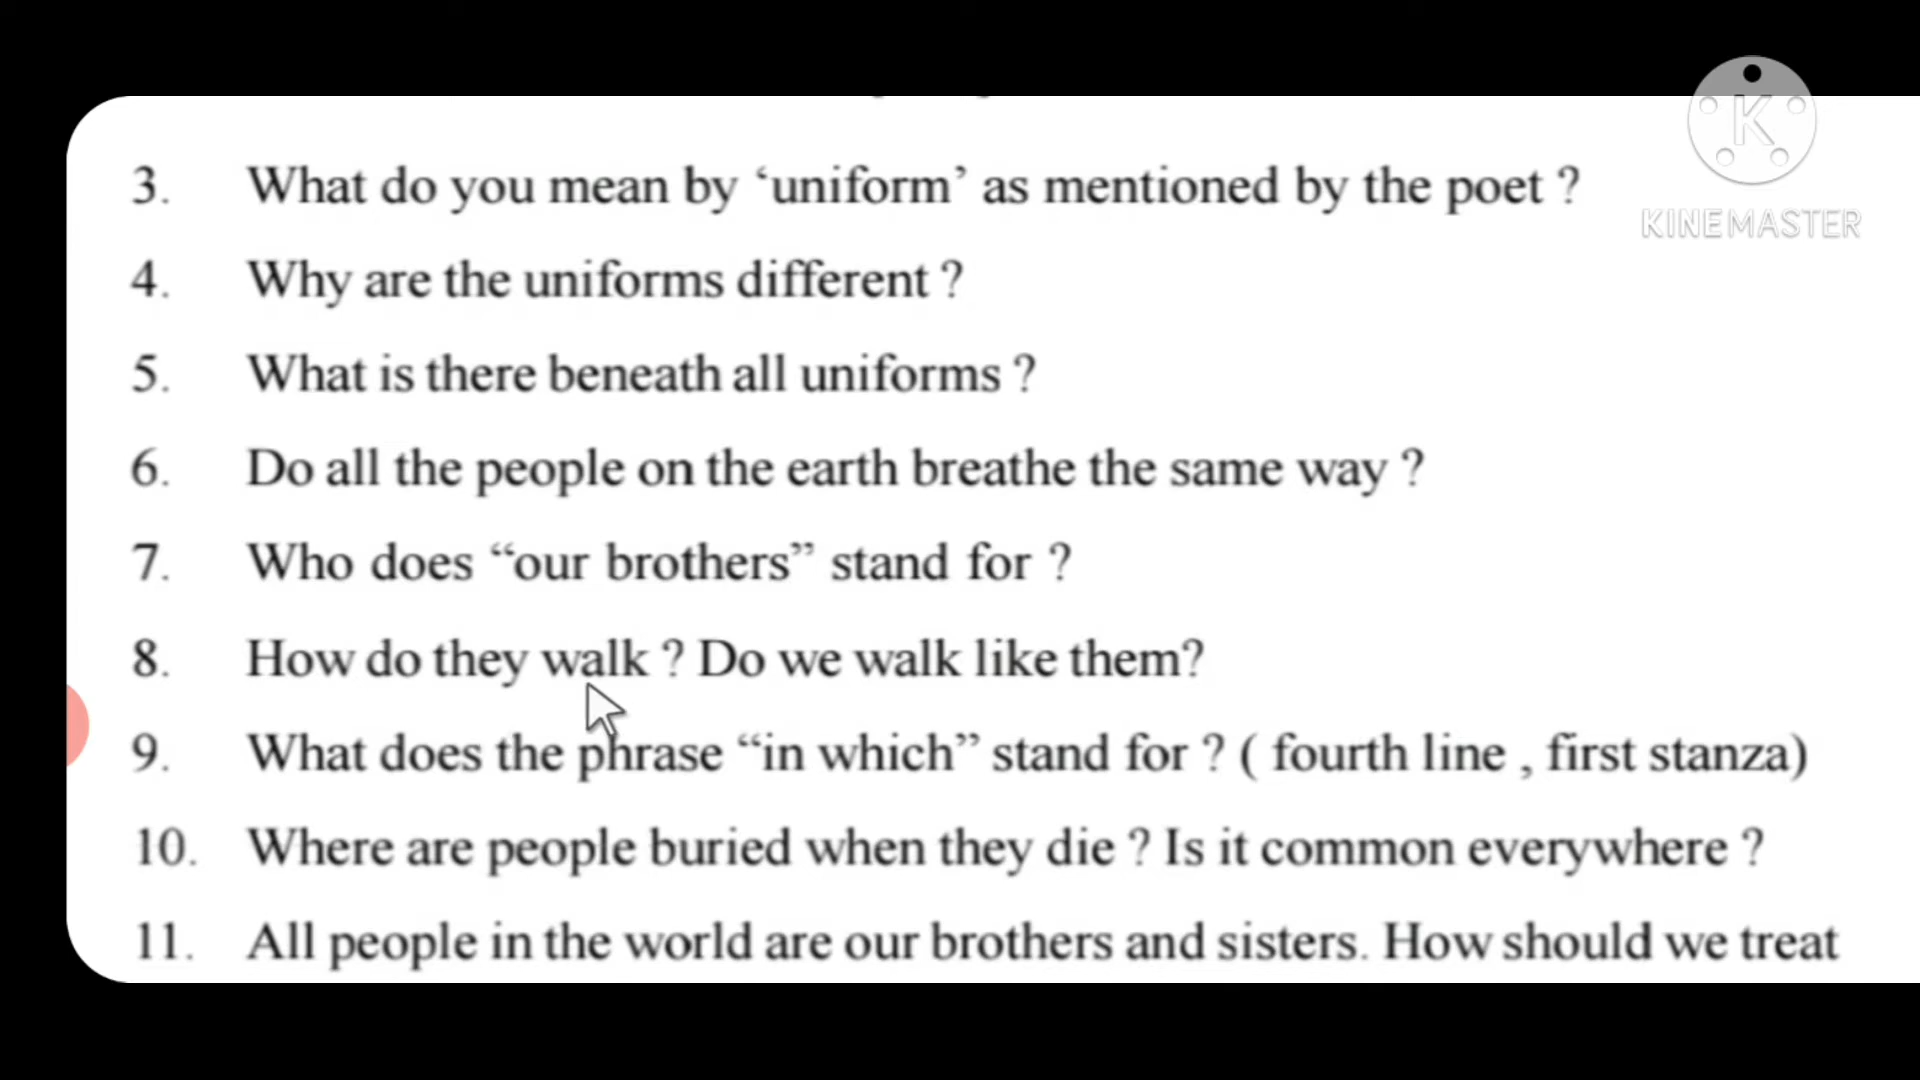 KINEMASTER
3. What do you mean by ‘uniform’ as mentioned by the poet ?
4. Why are the uniforms different ?
5. What is there beneath all uniforms ?
6. Do all the people on the earth breathe the same way ?
7. Who does “our brothers” stand for ?
8. How do they walk ? Do we walk like them?
9. What does the phrase “in which” stand for ? ( fourth line , first stanza)
10. Where are people buried when they die ? Is it common everywhere ?
11. All people in the world are our brothers and sisters. How should we treat